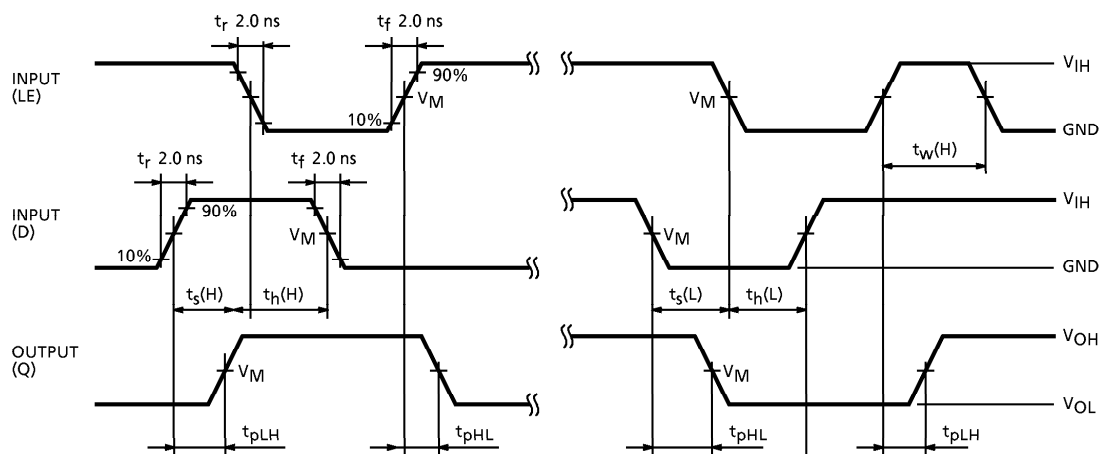 tr 2.0 ns
tf 2.0 ns
INPUT
(LE)
90%
VM
10%
VM
VIH
GND
tw(H)
tr 2.0 ns
tf 2.0 ns
INPUT
(D)
90%
VM
10%
VM
VIH
GND
ts(H)
th(H)
ts(L)
th(L)
OUTPUT
(Q)
VM
VM
VOH
VOL
tpLH
tpHL
tpHL
tpLH